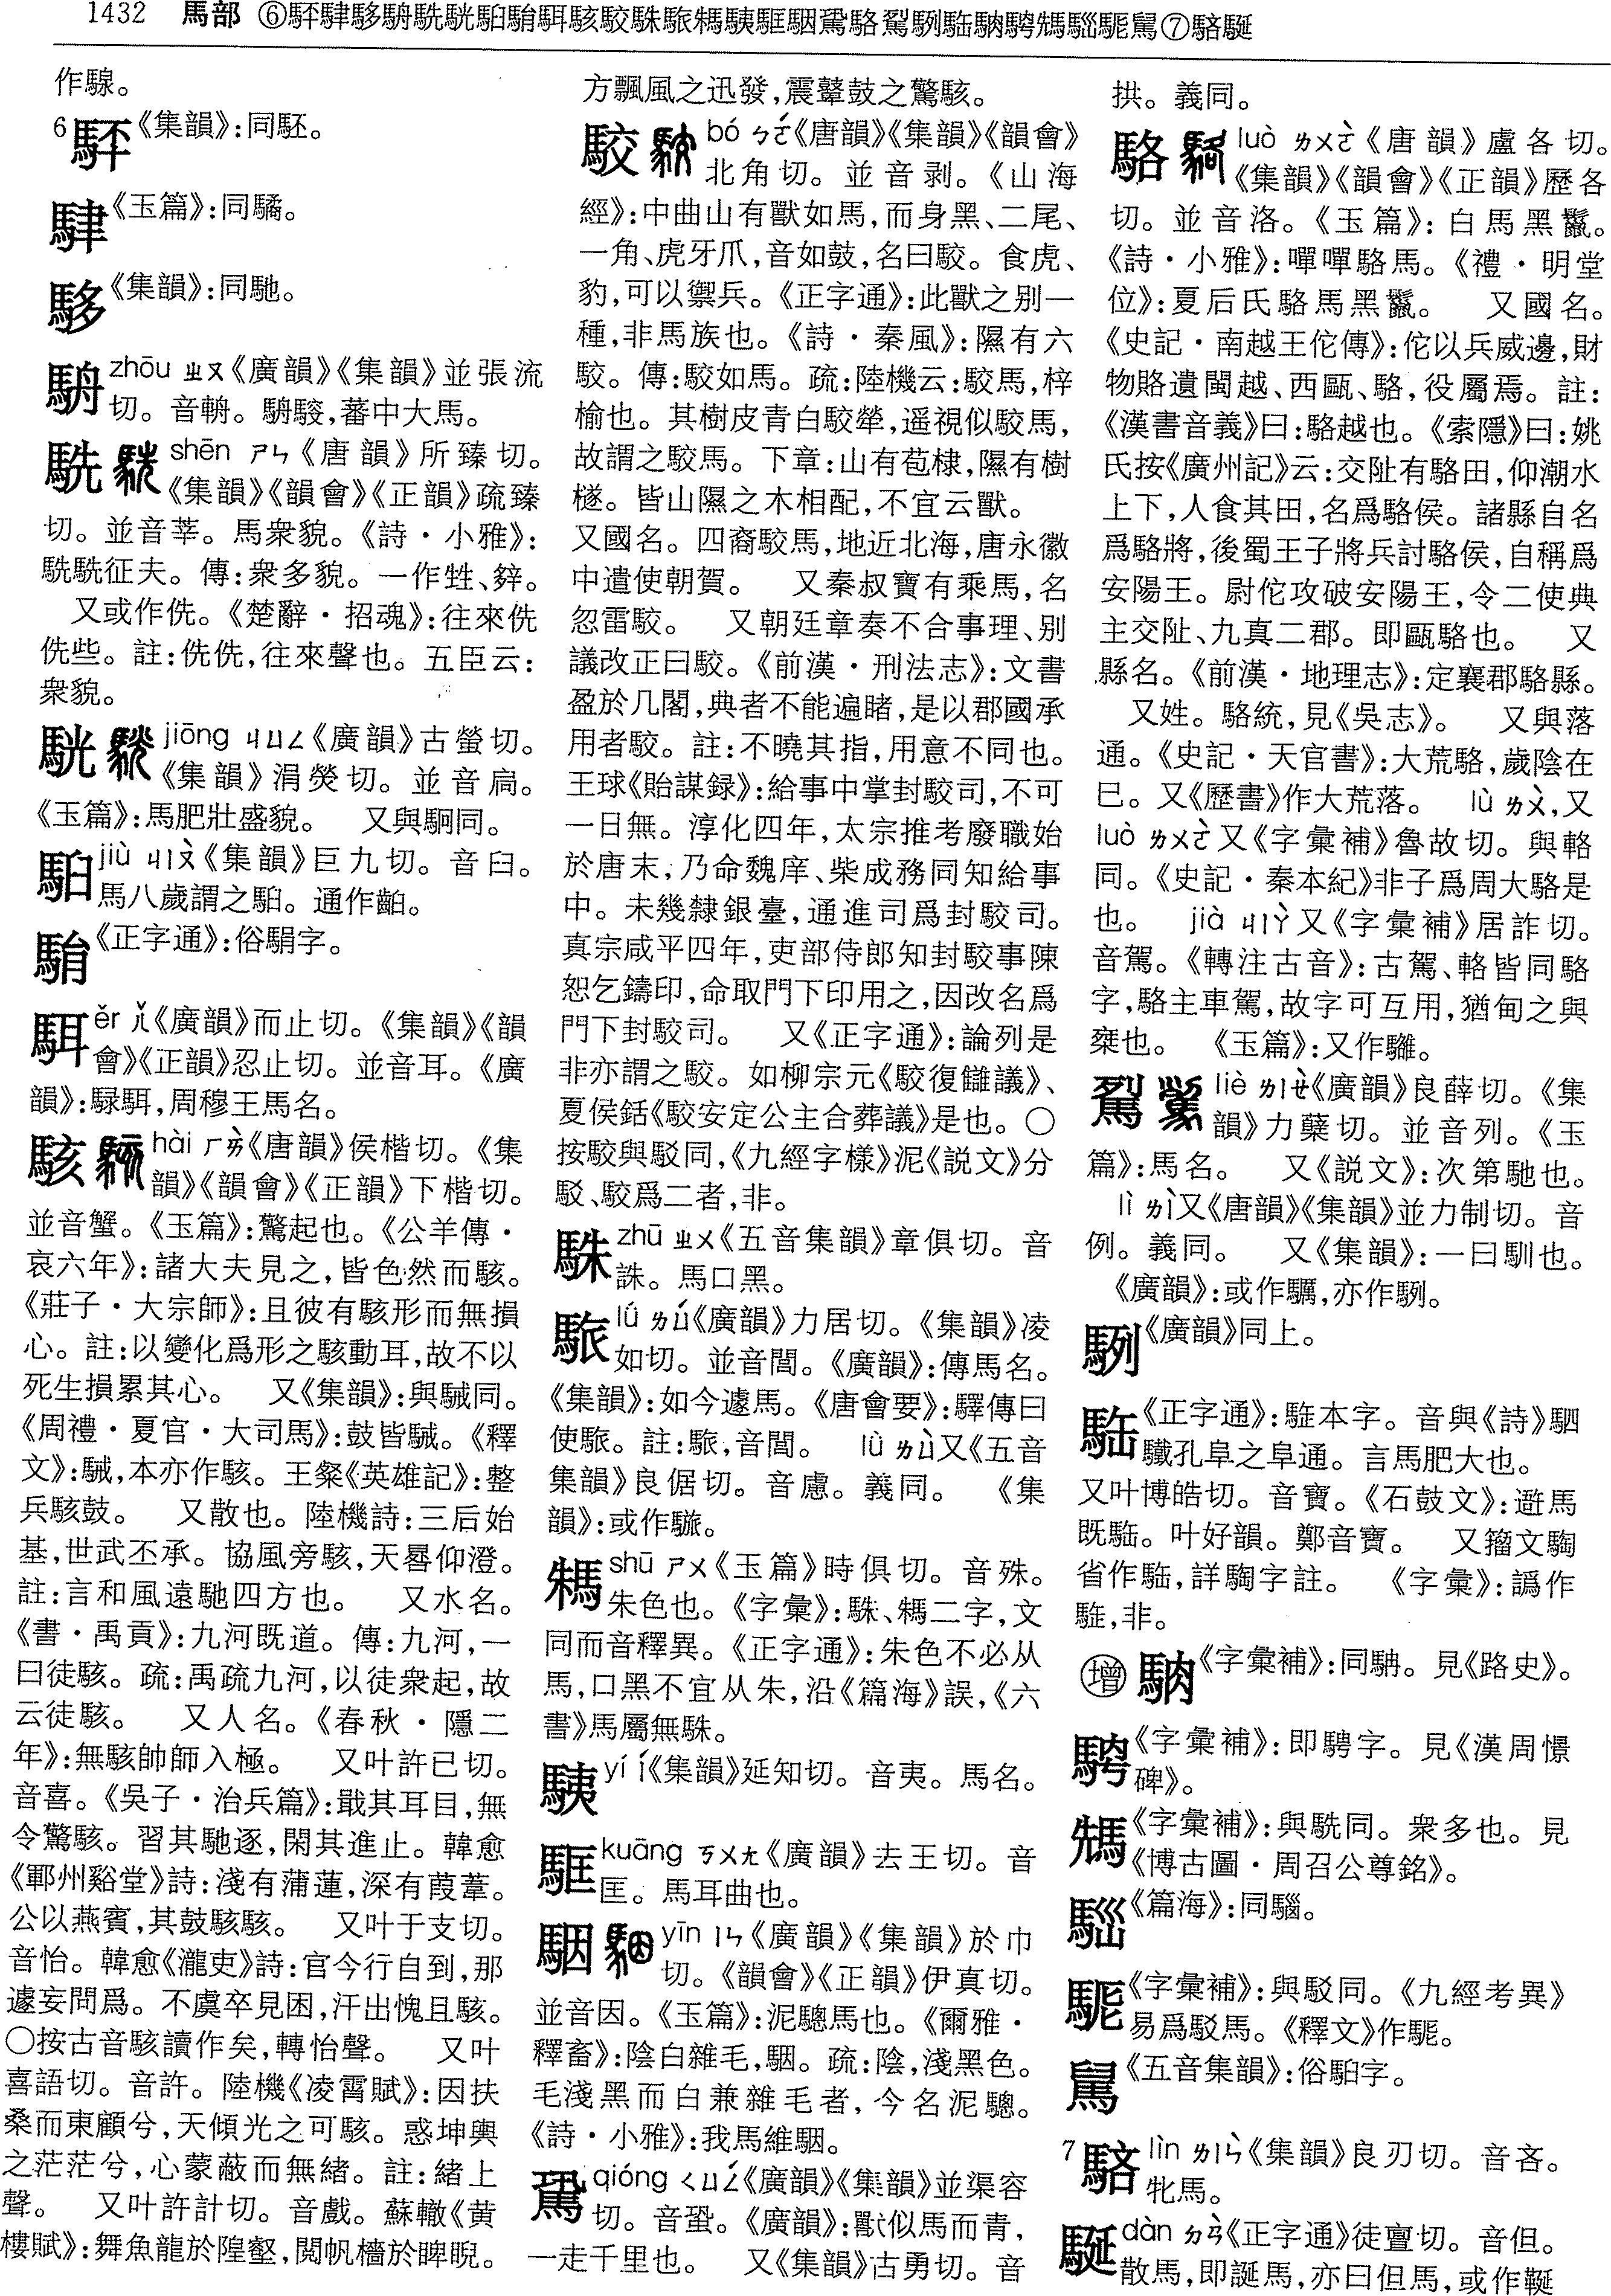 1432 馬部 ⑥𩢴䮇𩢲䮗駪駫𩢮𩢰駬駭駮駯䮉𩢷𩢱駏駰𩢷駱鴷𩢾𩢿䮀騁𩣀𩣁𩣂𩣃⑦駱䮍
作騡。
6 《集韻》:同駓。
《玉篇》:同驈。
《集韻》:同馳。
zhōu ㄓㄡ《廣韻》《集韻》並張流
切。音輈。騆騣,蕃中大馬。
駪 shēn ㄕㄣ《唐韻》所臻切。
《集韻》《韻會》《正韻》疏臻
切。並音莘。馬衆貌。《詩·小雅》:
駪駪征夫。傳:衆多貌。一作甡、𨐔。
又或作侁。《楚辭·招魂》:往來侁
侁些。註:侁侁,往來聲也。五臣云:
衆貌。
駫 jiōng ㄐㄩㄥ《廣韻》古螢切。
《集韻》涓熒切。並音扃。
《玉篇》:馬肥壯盛貌。 又與駉同。
jiù ㄐㄧㄡˋ《集韻》巨九切。音臼。
馬八歲謂之𩢮。通作齨。
《正字通》:俗騆字。
駬 ěr ㄦˇ《廣韻》而止切。《集韻》《韻
會》《正韻》忍止切。並音耳。《廣
韻》:騄駬,周穆王馬名。
駭 hài ㄏㄞˋ《唐韻》侯楷切。《集
韻》《韻會》《正韻》下楷切。
並音蟹。《玉篇》:驚起也。《公羊傳·
哀六年》:諸大夫見之,皆色然而駭。
《莊子·大宗師》:且彼有駭形而無損
心。註:以變化爲形之駭動耳,故不以
死生損累其心。 又《集韻》:與駴同。
《周禮·夏官·大司馬》:鼓皆駴。《釋
文》:駴,本亦作駭。王粲《英雄記》:整
兵駭鼓。 又散也。陸機詩:三后始
基,世武丕承。協風旁駭,天晷仰澄。
註:言和風遠馳四方也。 又水名。
《書·禹貢》:九河既道。傳:九河,一
曰徒駭。疏:禹疏九河,以徒衆起,故
云徒駭。 又人名。《春秋·隱二
年》:無駭帥師入極。 又叶許已切。
音喜。《吳子·治兵篇》:戢其耳目,無
令驚駭。習其馳逐,閑其進止。韓愈
《鄆州谿堂》詩:淺有蒲蓮,深有葭葦。
公以燕賓,其鼓駭駭。 又叶于支切。
音怡。韓愈《瀧吏》詩:官今行自到,那
遽妄問爲。不虞卒見困,汗出愧且駭。
○按古音駭讀作矣,轉怡聲。 又叶
喜語切。音許。陸機《凌霄賦》:因扶
桑而東顧兮,天傾光之可駭。惑坤輿
之茫茫兮,心蒙蔽而無緒。註:緒上
聲。 又叶許計切。音戲。蘇轍《黄
樓賦》:舞魚龍於隍壑,閱帆檣於睥睨。
方飄風之迅發,震鼙鼓之驚駭。
駮 bó ㄅㄛˊ《唐韻》《集韻》《韻會》
北角切。並音剥。《山海
經》:中曲山有獸如馬,而身黑、二尾、
一角、虎牙爪,音如鼓,名曰駮。食虎、
豹,可以禦兵。《正字通》:此獸之别一
種,非馬族也。《詩·秦風》:隰有六
駮。傳:駮如馬。疏:陸機云:駮馬,梓
榆也。其樹皮青白駮犖,遥視似駮馬,
故謂之駮馬。下章:山有苞棣,隰有樹
檖。皆山隰之木相配,不宜云獸。
又國名。四裔駮馬,地近北海,唐永徽
中遣使朝賀。 又秦叔寶有乘馬,名
忽雷駮。 又朝廷章奏不合事理、别
議改正曰駮。《前漢·刑法志》:文書
盈於几閣,典者不能遍睹,是以郡國承
用者駮。註:不曉其指,用意不同也。
王球《貽謀録》:給事中掌封駮司,不可
一日無。淳化四年,太宗推考廢職始
於唐末,乃命魏庠、柴成務同知給事
中。未幾隸銀臺,通進司爲封駮司。
真宗咸平四年,吏部侍郎知封駮事陳
恕乞鑄印,命取門下印用之,因改名爲
門下封駮司。 又《正字通》:論列是
非亦謂之駮。如柳宗元《駮復讎議》、
夏侯銛《駮安定公主合葬議》是也。○
按駮與駁同,《九經字樣》泥《説文》分
駁、駮爲二者,非。
駯 zhū ㄓㄨ《五音集韻》章俱切。音
誅。馬口黑。
lǘ ㄌㄩˊ《廣韻》力居切。《集韻》凌
如切。並音閭。《廣韻》:傳馬名。
《集韻》:如今遽馬。《唐會要》:驛傳曰
使䮉。註:䮉,音閭。 lǜ ㄌㄩˋ又《五音
集韻》良倨切。音慮。義同。 《集
韻》:或作䮫。
shū ㄕㄨ《玉篇》時俱切。音殊。
朱色也。《字彙》:駯、𩢷二字,文
同而音釋異。《正字通》:朱色不必从
馬,口黑不宜从朱,沿《篇海》誤,《六
書》馬屬無駯。
yí ㄧˊ《集韻》延知切。音夷。馬名。
kuāng ㄎㄨㄤ《廣韻》去王切。音
匡。馬耳曲也。
駰 yīn ㄧㄣ《廣韻》《集韻》於巾
切。《韻會》《正韻》伊真切。
並音因。《玉篇》:泥驄馬也。《爾雅·
釋畜》:陰白雜毛,駰。疏:陰,淺黑色。
毛淺黑而白兼雜毛者,今名泥驄。
《詩·小雅》:我馬維駰。
qióng ㄑㄩㄥˊ《廣韻》《集韻》並渠容
切。音蛩。《廣韻》:獸似馬而青,
一走千里也。 又《集韻》古勇切。音
拱。義同。
駱 luò ㄌㄨㄛˋ《唐韻》盧各切。
《集韻》《韻會》《正韻》歷各
切。並音洛。《玉篇》:白馬黑鬣。
《詩·小雅》:嘽嘽駱馬。《禮·明堂
位》:夏后氏駱馬黑鬣。 又國名。
《史記·南越王佗傳》:佗以兵威邊,財
物賂遺閩越、西甌、駱,役屬焉。註:
《漢書音義》曰:駱越也。《索隱》曰:姚
氏按《廣州記》云:交阯有駱田,仰潮水
上下,人食其田,名爲駱侯。諸縣自名
爲駱將,後蜀王子將兵討駱侯,自稱爲
安陽王。尉佗攻破安陽王,令二使典
主交阯、九真二郡。即甌駱也。 又
縣名。《前漢·地理志》:定襄郡駱縣。
又姓。駱統,見《吳志》。 又與落
通。《史記·天官書》:大荒駱,歲陰在
巳。又《歷書》作大荒落。 lù ㄌㄨˋ,又
luò ㄌㄨㄛˋ又《字彙補》魯故切。與輅
同。《史記·秦本紀》非子爲周大駱是
也。 jià ㄐㄧㄚˋ又《字彙補》居詐切。
音駕。《轉注古音》:古駕、輅皆同駱
字,駱主車駕,故字可互用,猶甸之與
椉也。 《玉篇》:又作䮫。
liè ㄌㄧㄝˋ《廣韻》良薛切。《集
韻》力蘖切。並音列。《玉
篇》:馬名。 又《説文》:次第馳也。
lì ㄌㄧˋ又《唐韻》《集韻》並力制切。音
例。義同。 又《集韻》:一曰馴也。
《廣韻》:或作䮥,亦作𩢾。
《廣韻》同上。
《正字通》:𩣡本字。音與《詩》駟
驖孔阜之阜通。言馬肥大也。
又叶博皓切。音寶。《石鼓文》:遊馬
既𩢿。叶好韻。鄭音寶。 又籀文騊
省作𩢿,詳騊字註。 《字彙》:譌作
𩣡,非。
增 《字彙補》:同䎃。見《路史》。
《字彙補》:即騁字。見《漢周憬
碑》。
《字彙補》:與駪同。衆多也。見
《博古圖·周召公尊銘》。
《篇海》:同騶。
《字彙補》:與駁同。《九經考異》
易爲駁馬。《釋文》作䮀。
《五音集韻》:俗𩢮字。
7 lìn ㄌㄧㄣˋ《集韻》良刃切。音吝。
牝馬。
dàn ㄉㄢˋ《正字通》徒亶切。音但。
散馬,即誕馬,亦曰但馬,或作䩥